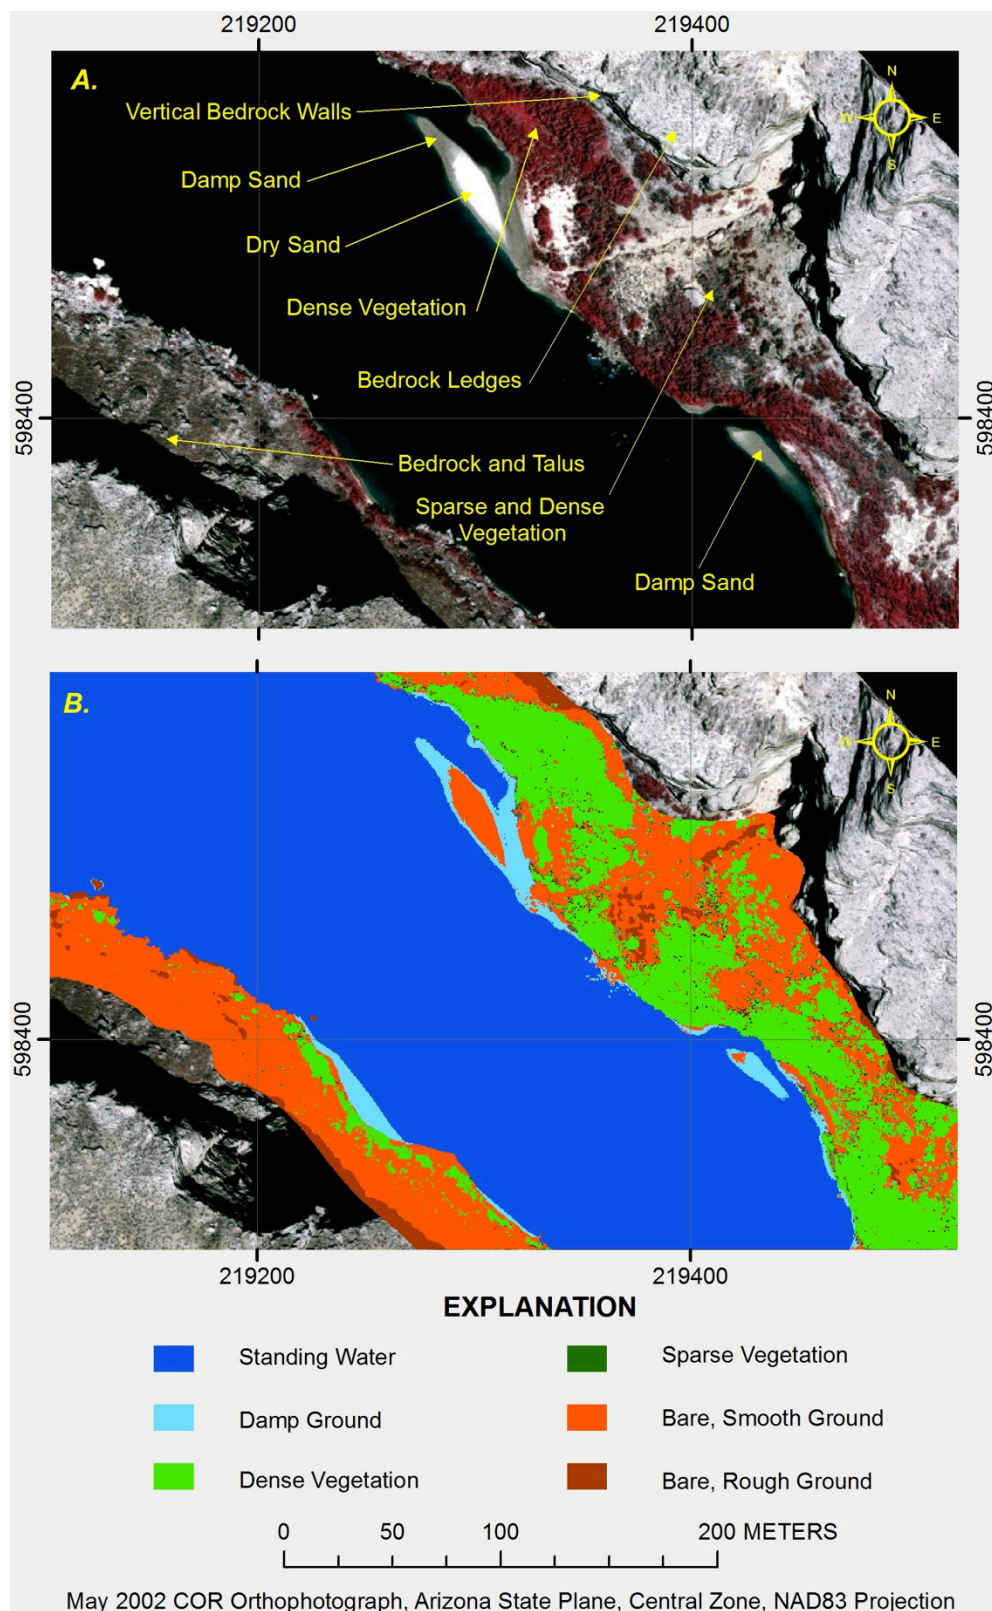 219200
219400
A.
N
W
E
S
Vertical Bedrock Walls
Damp Sand
Dry Sand
Dense Vegetation
Bedrock Ledges
598400
598400
Bedrock and Talus
Sparse and Dense
Vegetation
Damp Sand
B.
N
W
E
S
598400
598400
219200
219400
EXPLANATION
Standing Water
Sparse Vegetation
Damp Ground
Bare, Smooth Ground
Dense Vegetation
Bare, Rough Ground
0
50
100
200 METERS
May 2002 COR Orthophotograph, Arizona State Plane, Central Zone, NAD83 Projection